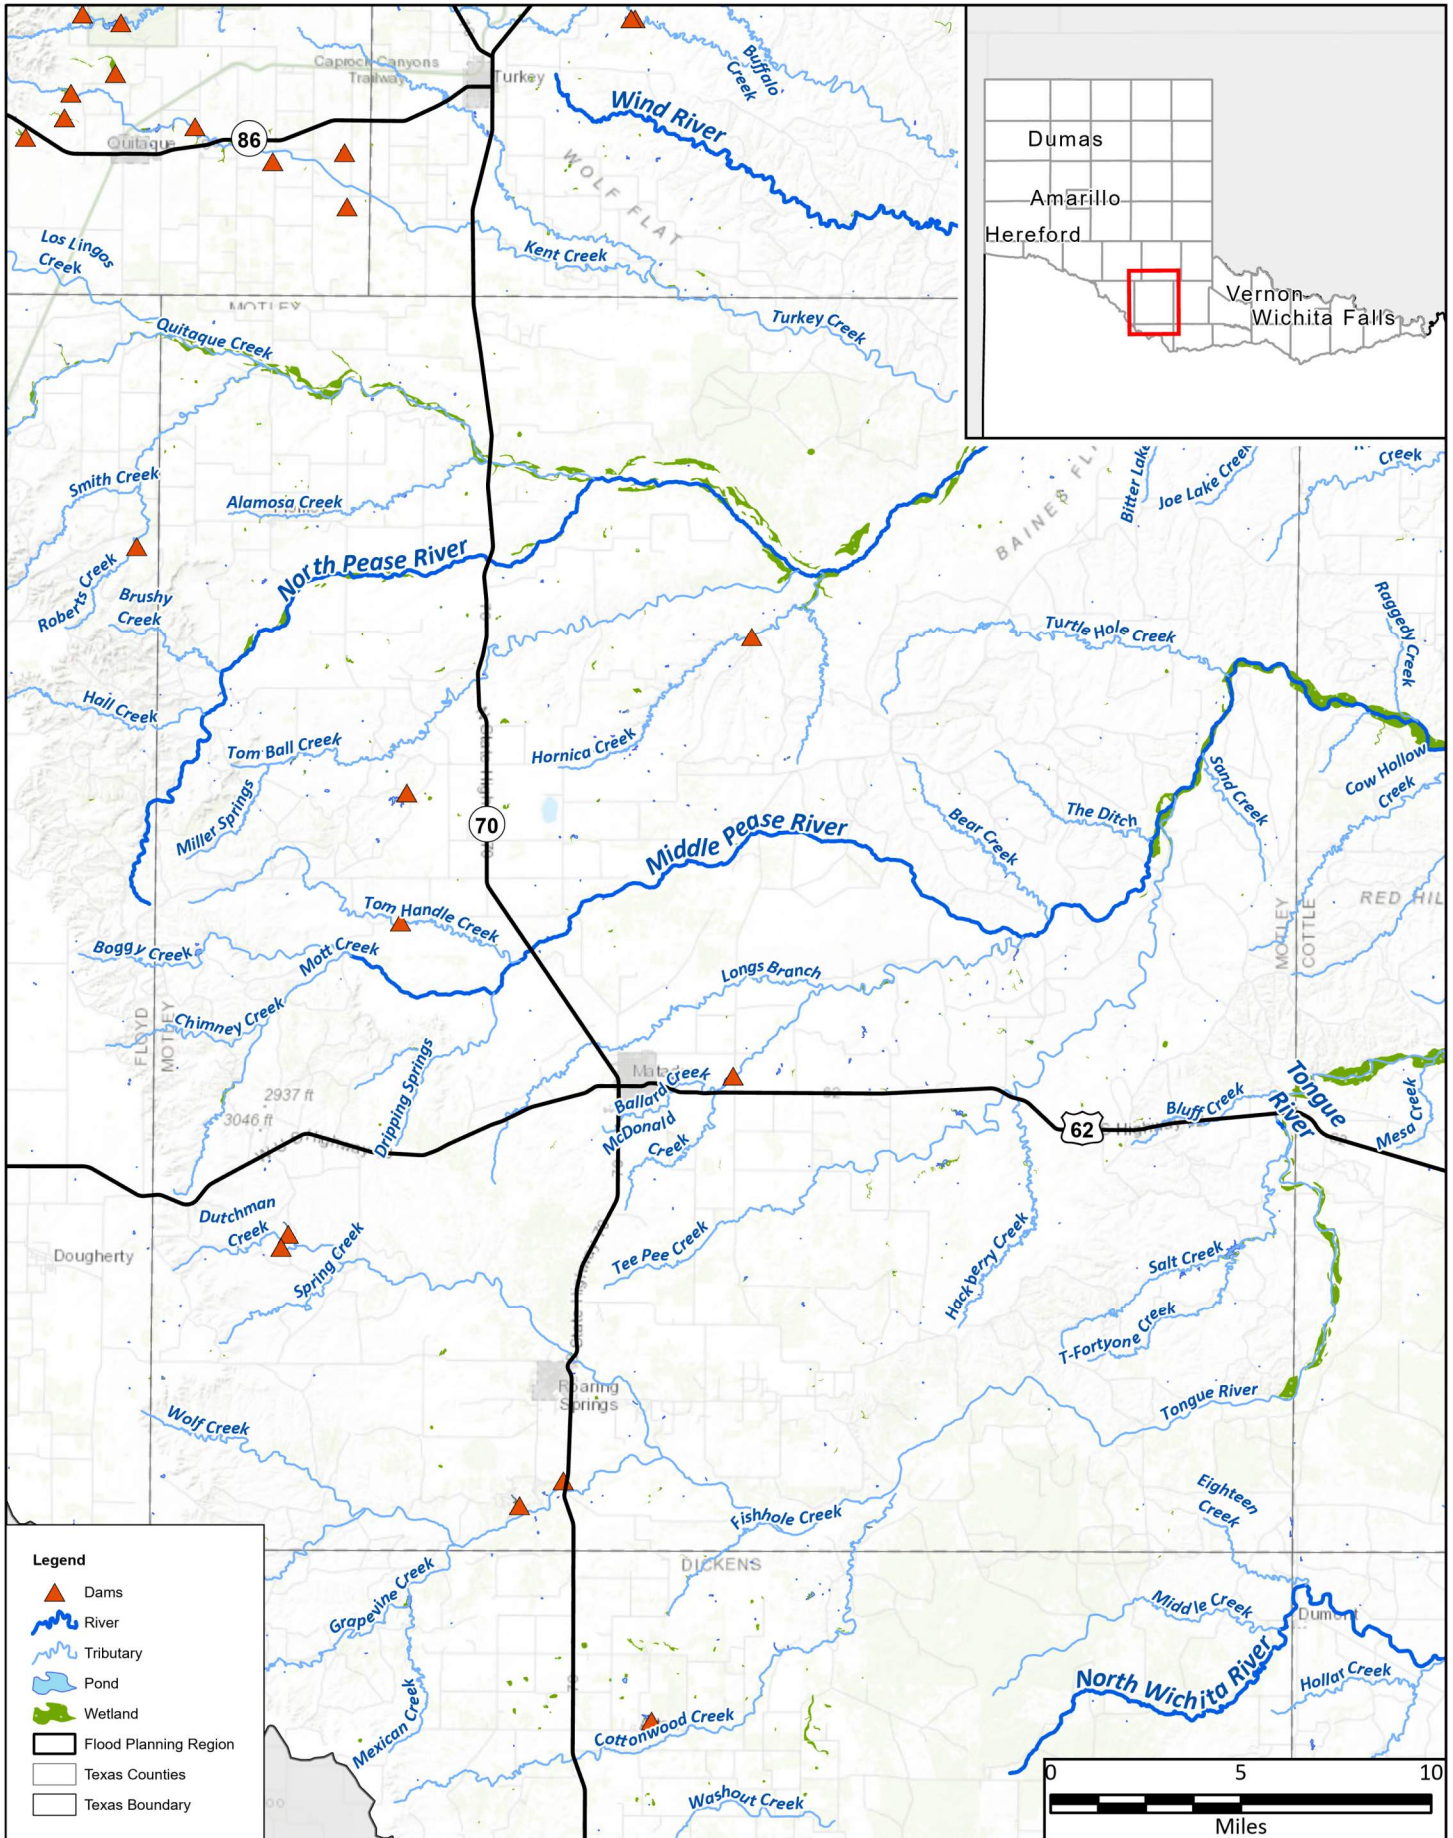 Caprock Canyons
Trailway
Turkey
Buffalo
Creek
Wind River
86
Quitaque
WOLF FLAT
Los Lingos
Creek
Kent Creek
MOTLEY
Turkey Creek
Quitaque Creek
Dumas
Amarillo
Hereford
Vernon
Wichita Falls
Smith Creek
Alamosa Creek
Bitter Lake
Joe Lake Creek
Creek
North Pease River
Roberts Creek
Brushy
Creek
Raggedy Creek
Turtle Hole Creek
Hall Creek
Tom Ball Creek
Hornica Creek
Miller Springs
70
Middle Pease River
Bear Creek
The Ditch
Sand Creek
Cow Hollow
Creek
Tom Handle Creek
Boggy Creek
Mott Creek
Longs Branch
MOTLEY
COTTLE
Chimney Creek
FLOYD
MOTLEY
Dripping Springs
2937 ft
3046 ft
Ballard Creek
McDonald
Creek
62
Bluff Creek
Tongue
River
Mesa Creek
Dutchman
Creek
Dougherty
Spring Creek
Tee Pee Creek
Hackberry Creek
Salt Creek
T-Fortyone Creek
Roaring
Springs
Tongue River
Wolf Creek
Fishhole Creek
Eighteen
Creek
DICKENS
Grapevine Creek
Mexican Creek
Middle Creek
Dumont
North Wichita River
Hollar Creek
Cottonwood Creek
Washout Creek
Legend
Dams
River
Tributary
Pond
Wetland
Flood Planning Region
Texas Counties
Texas Boundary
0 5 10
Miles